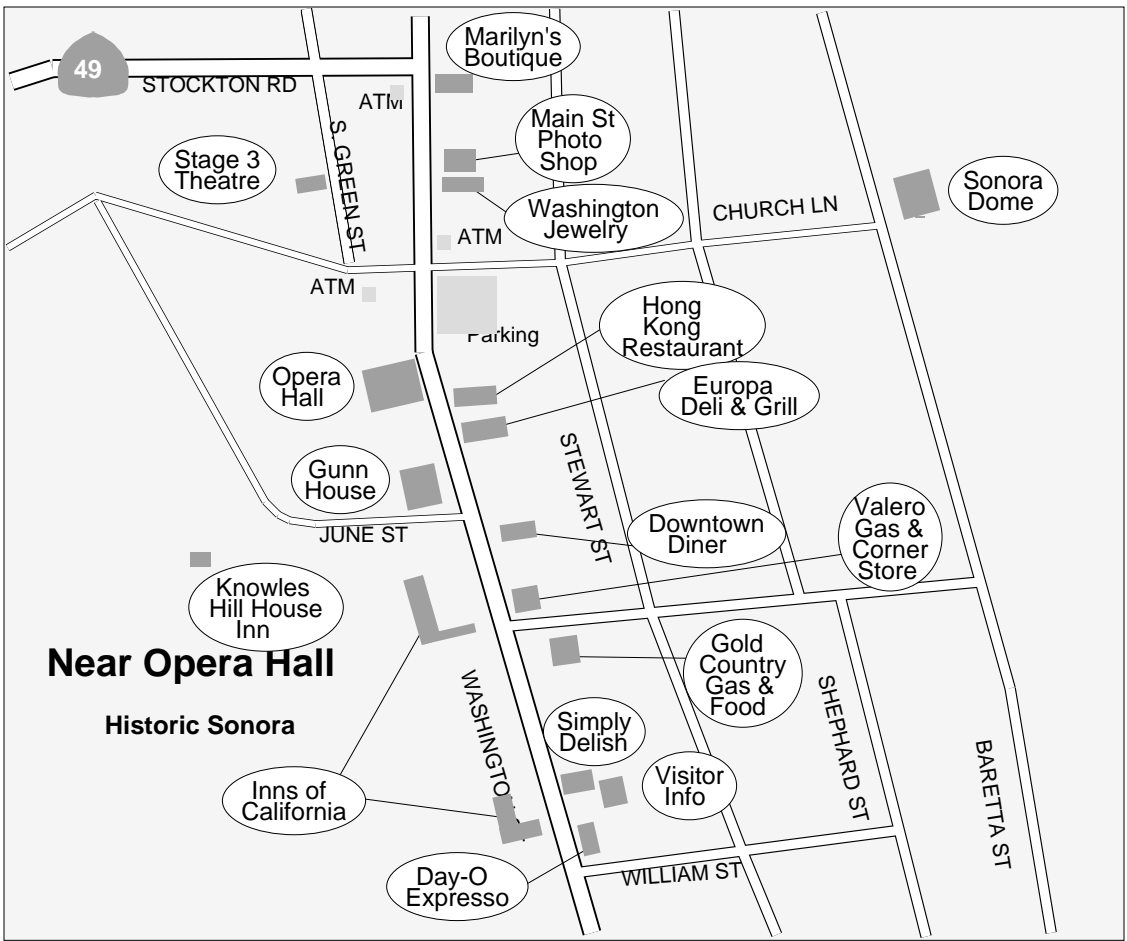 Marilyn's
Boutique
49
STOCKTON RD
ATM
Main St
Photo
Shop
S. GREEN ST
Stage 3
Theatre
Sonora
Dome
Washington
Jewelry
CHURCH LN
ATM
ATM
Hong
Kong
Restaurant
Parking
Opera
Hall
Europa
Deli & Grill
Gunn
House
STEWART ST
Valero
Gas &
Corner
Store
Downtown
Diner
JUNE ST
Knowles
Hill House
Inn
Near Opera Hall
Gold
Country
Gas &
Food
WASHINGTON
SHEPHARD ST
Historic Sonora
Simply
Delish
BARETTA ST
Visitor
Info
Inns of
California
Day-O
Expresso
WILLIAM ST